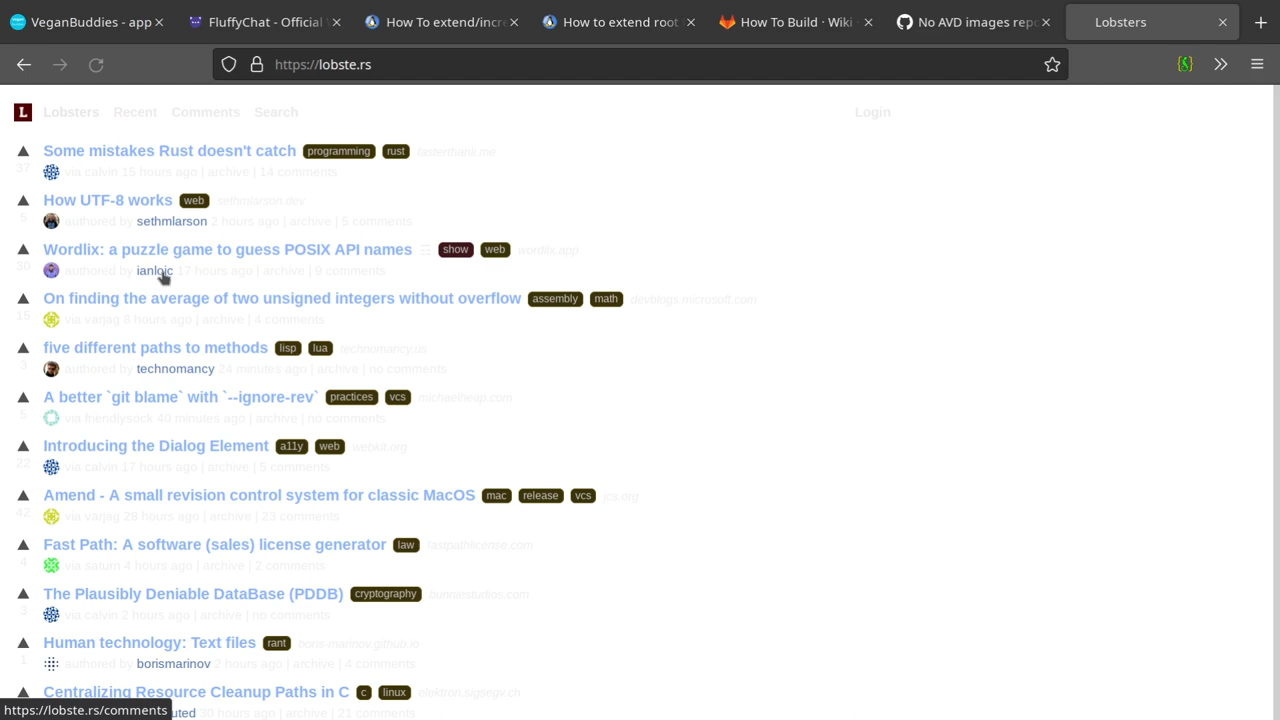 VeganBuddies - app
FluffyChat - Official
How To extend/incre
How to extend root
How To Build · Wiki
No AVD images repo
Lobsters
https://lobste.rs
L Lobsters Recent Comments Search Login
Some mistakes Rust doesn't catch programming rust fasterthanli.me
37 via calvin 15 hours ago | archive | 14 comments
How UTF-8 works web sethmlarson.dev
5 authored by sethmlarson 2 hours ago | archive | 5 comments
Wordlix: a puzzle game to guess POSIX API names show web wordlix.app
30 authored by ianloic 17 hours ago | archive | 9 comments
On finding the average of two unsigned integers without overflow assembly math devblogs.microsoft.com
15 via varjag 8 hours ago | archive | 4 comments
five different paths to methods lisp lua technomancy.us
3 authored by technomancy 24 minutes ago | archive | no comments
A better `git blame` with `--ignore-rev` practices vcs michaelheap.com
5 via friendlysock 40 minutes ago | archive | no comments
Introducing the Dialog Element a11y web webkit.org
22 via calvin 17 hours ago | archive | 5 comments
Amend - A small revision control system for classic MacOS mac release vcs jcs.org
42 via varjag 28 hours ago | archive | 23 comments
Fast Path: A software (sales) license generator law fastpathlicense.com
4 via saturn 4 hours ago | archive | 2 comments
The Plausibly Deniable DataBase (PDDB) cryptography bunniestudios.com
3 via calvin 2 hours ago | archive | no comments
Human technology: Text files rant boris-marinov.github.io
1 authored by borismarinov 2 hours ago | archive | 4 comments
Centralizing Resource Cleanup Paths in C c linux elektron.sigsegv.ch
uted 30 hours ago | archive | 21 comments
https://lobste.rs/comments